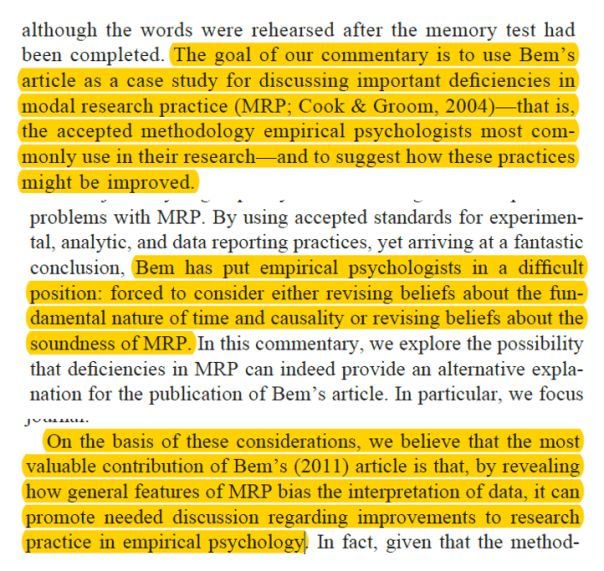 although the words were rehearsed after the memory test had
been completed. The goal of our commentary is to use Bem's
article as a case study for discussing important deficiencies in
modal research practice (MRP; Cook & Groom, 2004)—that is,
the accepted methodology empirical psychologists most com-
monly use in their research—and to suggest how these practices
might be improved.
problems with MRP. By using accepted standards for experimen-
tal, analytic, and data reporting practices, yet arriving at a fantastic
conclusion, Bem has put empirical psychologists in a difficult
position: forced to consider either revising beliefs about the fun-
damental nature of time and causality or revising beliefs about the
soundness of MRP. In this commentary, we explore the possibility
that deficiencies in MRP can indeed provide an alternative expla-
nation for the publication of Bem's article. In particular, we focus
journal.
On the basis of these considerations, we believe that the most
valuable contribution of Bem's (2011) article is that, by revealing
how general features of MRP bias the interpretation of data, it can
promote needed discussion regarding improvements to research
practice in empirical psychology. In fact, given that the method-